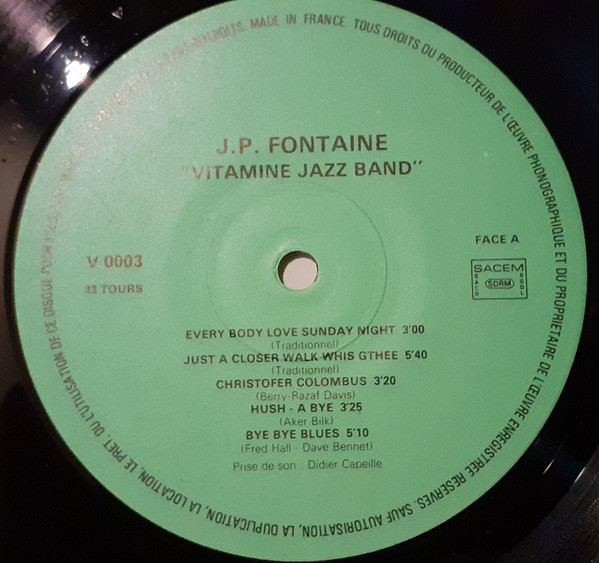 J.P. FONTAINE
"VITAMINE JAZZ BAND"
V 0003
33 TOURS
FACE A
SACEM
SACD
SDRM
SGDL
EVERY BODY LOVE SUNDAY NIGHT 3'00
(Traditionnel)
JUST A CLOSER WALK WHIS GTHEE 5'40
(Traditionnel)
CHRISTOFER COLOMBUS 3'20
(Berry-Razaf Davis)
HUSH - A BYE 3'25
(Aker Bilk)
BYE BYE BLUES 5'10
(Fred Hall - Dave Bennet)
Prise de son : Didier Capeille
MADE IN FRANCE. TOUS DROITS DU PRODUCTEUR DE L'ŒUVRE PHONOGRAPHIQUE ET DU PROPRIETAIRE DE L'ŒUVRE ENREGISTREE RESERVES. SAUF AUTORISATION, LA DUPLICATION, LA LOCATION, LE PRET, OU L'UTILISATION DE CE DISQUE INTERDITS.